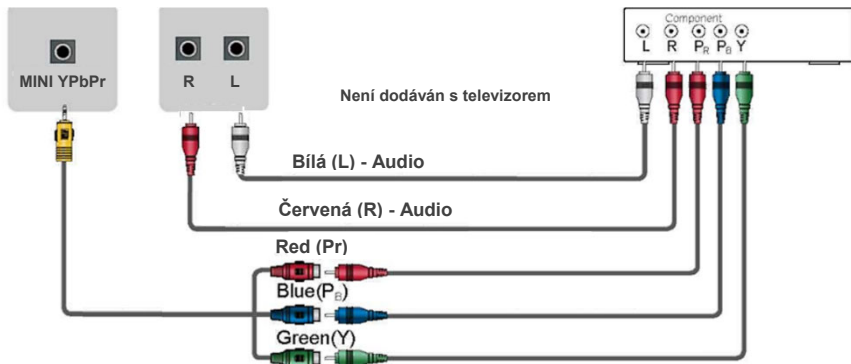 Component
L R PR PB Y
MINI YPbPr
R L
Není dodáván s televizorem
Bílá (L) - Audio
Červená (R) - Audio
Red (Pr)
Blue(PB)
Green(Y)